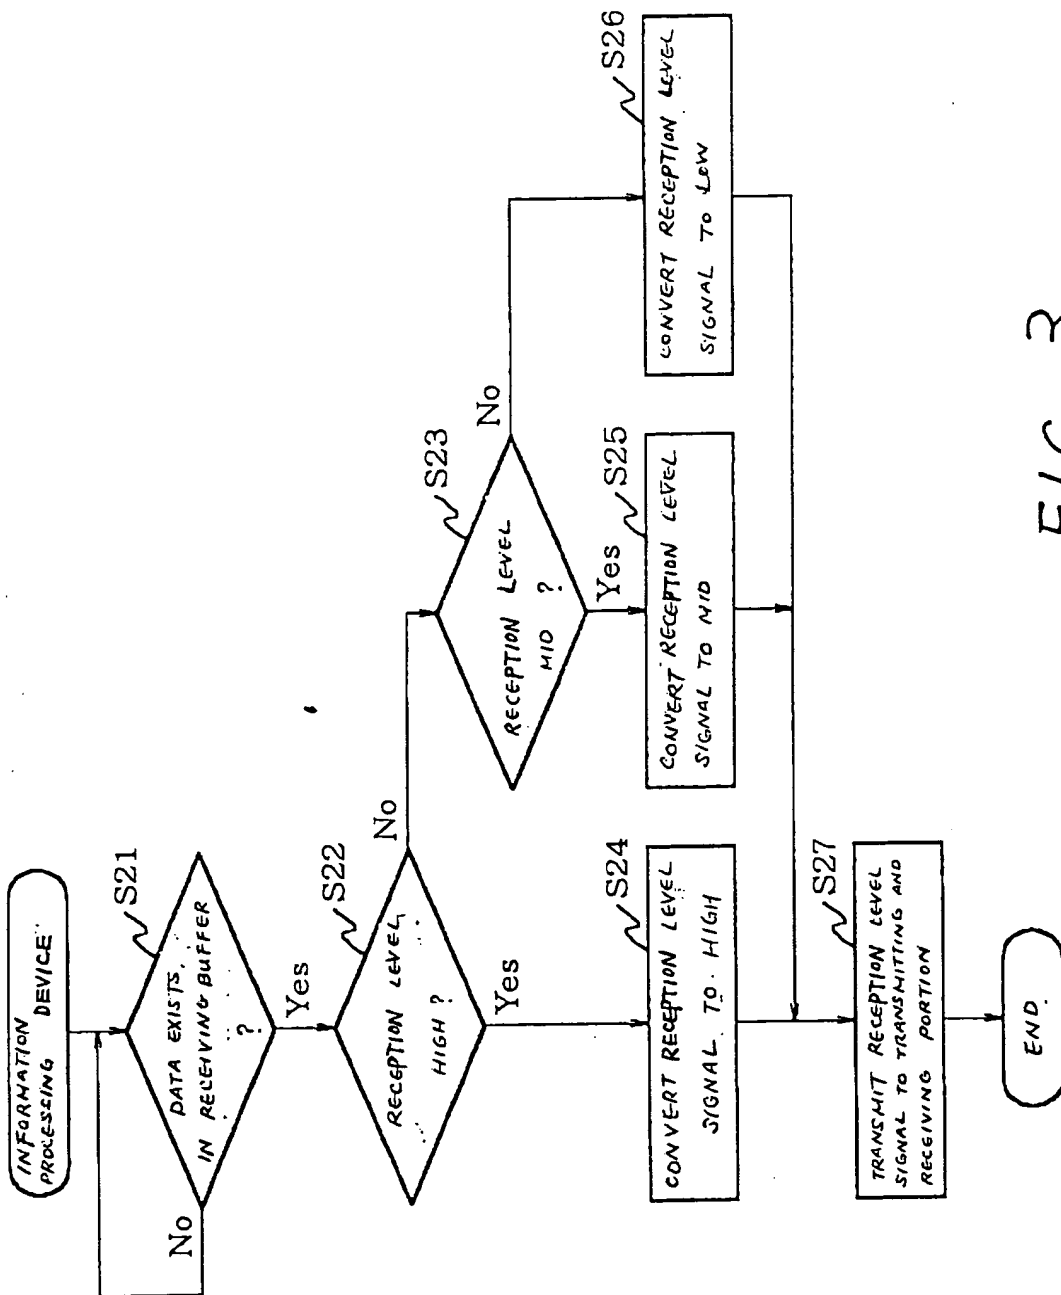 INFORMATION
PROCESSING DEVICE
S21
DATA EXISTS
IN RECEIVING BUFFER
?
No
Yes
S22
RECEPTION LEVEL
HIGH ?
No
Yes
S23
RECEPTION LEVEL
MID ?
No
Yes
S24
CONVERT RECEPTION LEVEL
SIGNAL TO HIGH
S25
CONVERT RECEPTION LEVEL
SIGNAL TO MID
S26
CONVERT RECEPTION LEVEL
SIGNAL TO LOW
S27
TRANSMIT RECEPTION LEVEL
SIGNAL TO TRANSMITTING AND
RECEIVING PORTION
END
FIG. 3